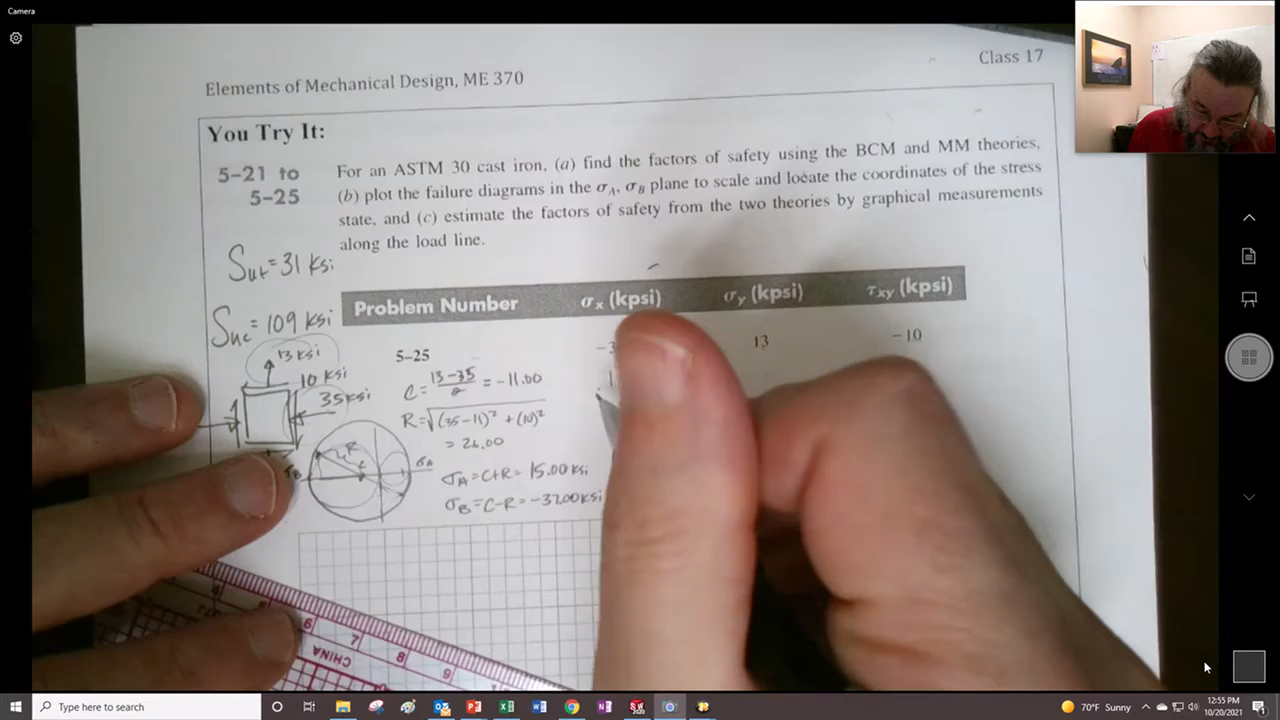 Camera
Elements of Mechanical Design, ME 370
Class 17
You Try It:
5-21 to
5-25
For an ASTM 30 cast iron, (a) find the factors of safety using the BCM and MM theories,
(b) plot the failure diagrams in the σA, σB plane to scale and locate the coordinates of the stress
state, and (c) estimate the factors of safety from the two theories by graphical measurements
along the load line.
Sut = 31 ksi
Suc = 109 ksi
Problem Number σx (kpsi) σy (kpsi) τxy (kpsi)
5-25 13 -10
13 ksi
10 ksi
35 ksi
C = 13-35/2 = -11.00
R = √(35-11)² + (10)²
= 26.00
R
C
σA
σB
σA = C+R = 15.00 ksi
σB = C-R = -37.00 ksi
6 7 8 9
CHINA
Type here to search
70°F Sunny
12:55 PM
10/20/2021